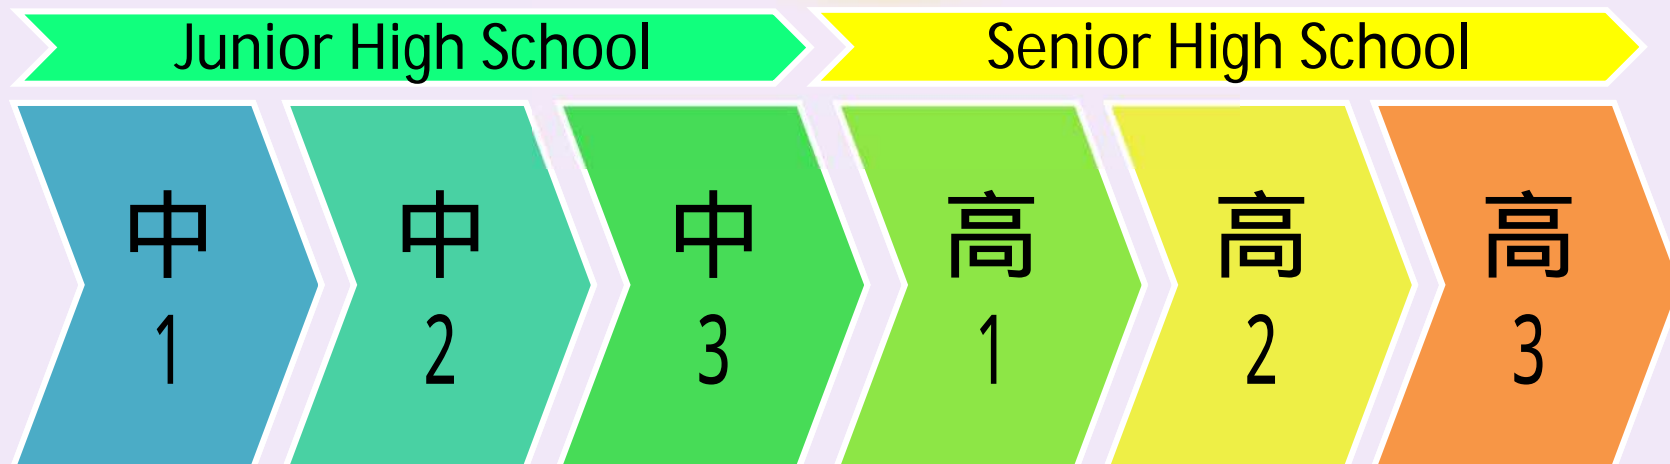 Junior High School
Senior High School
中
1
中
2
中
3
高
1
高
2
高
3